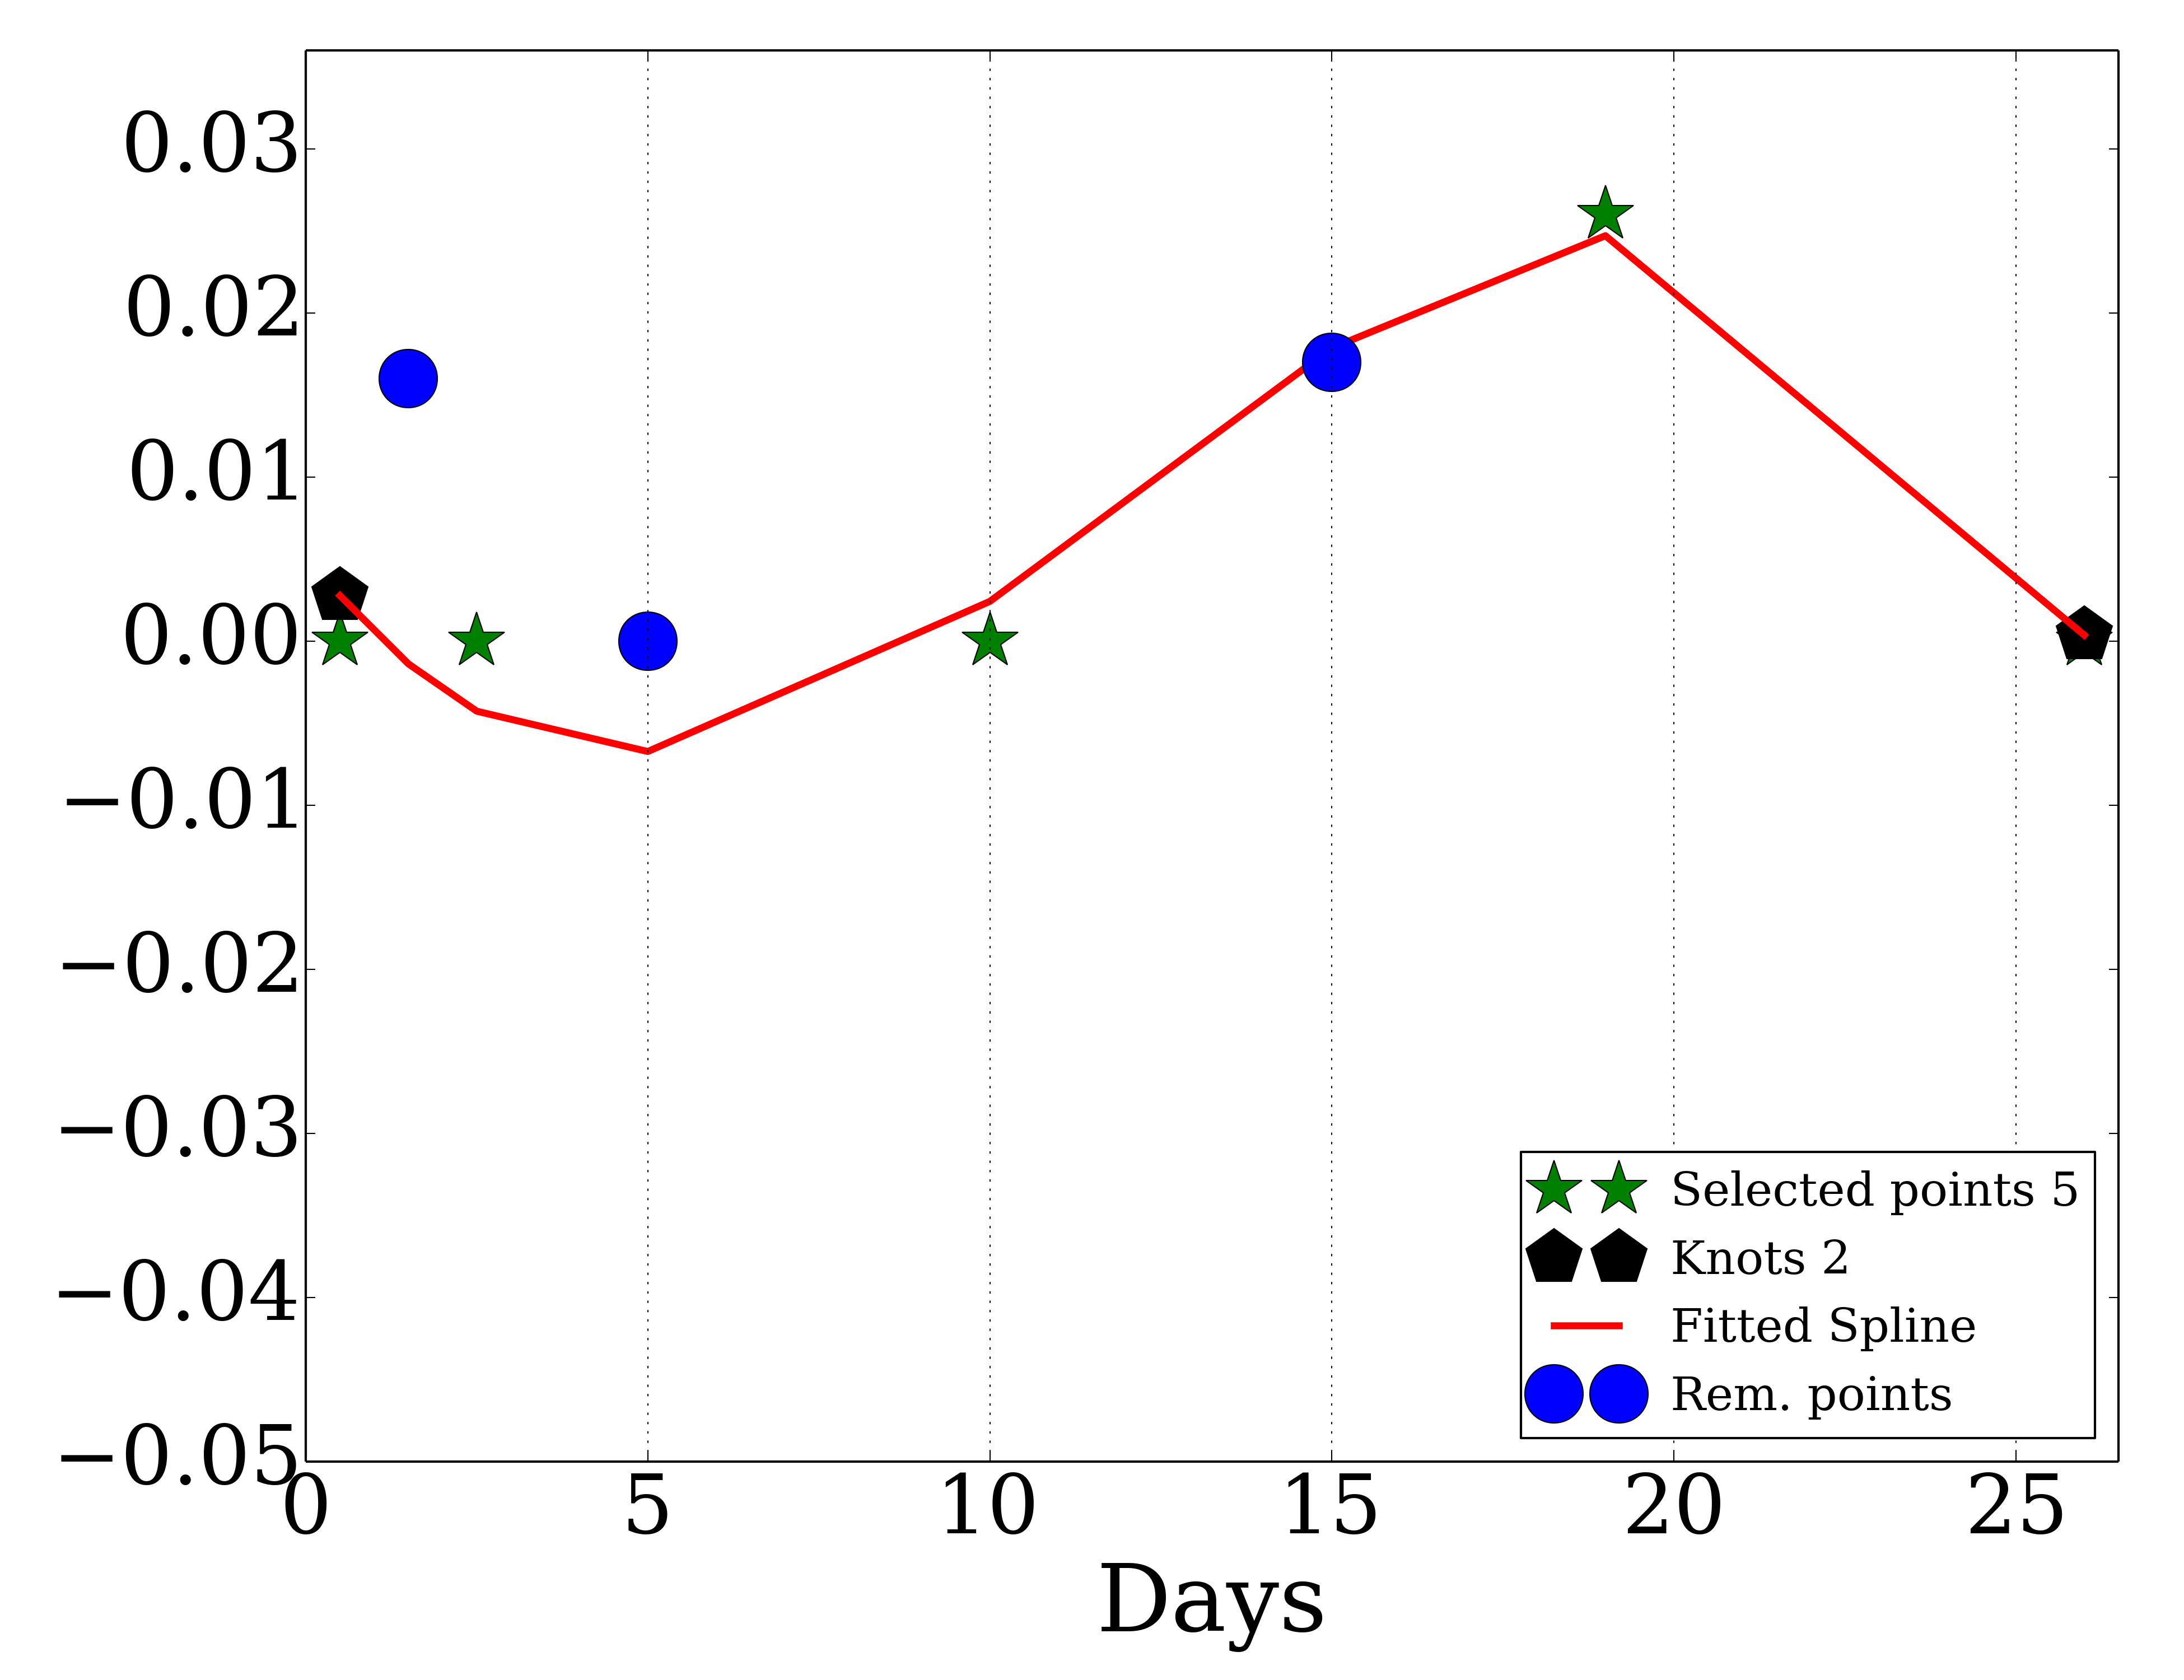 0.03
0.02
0.01
0.00
−0.01
−0.02
−0.03
−0.04
−0.05
0 5 10 15 20 25
Days
Selected points 5
Knots 2
Fitted Spline
Rem. points